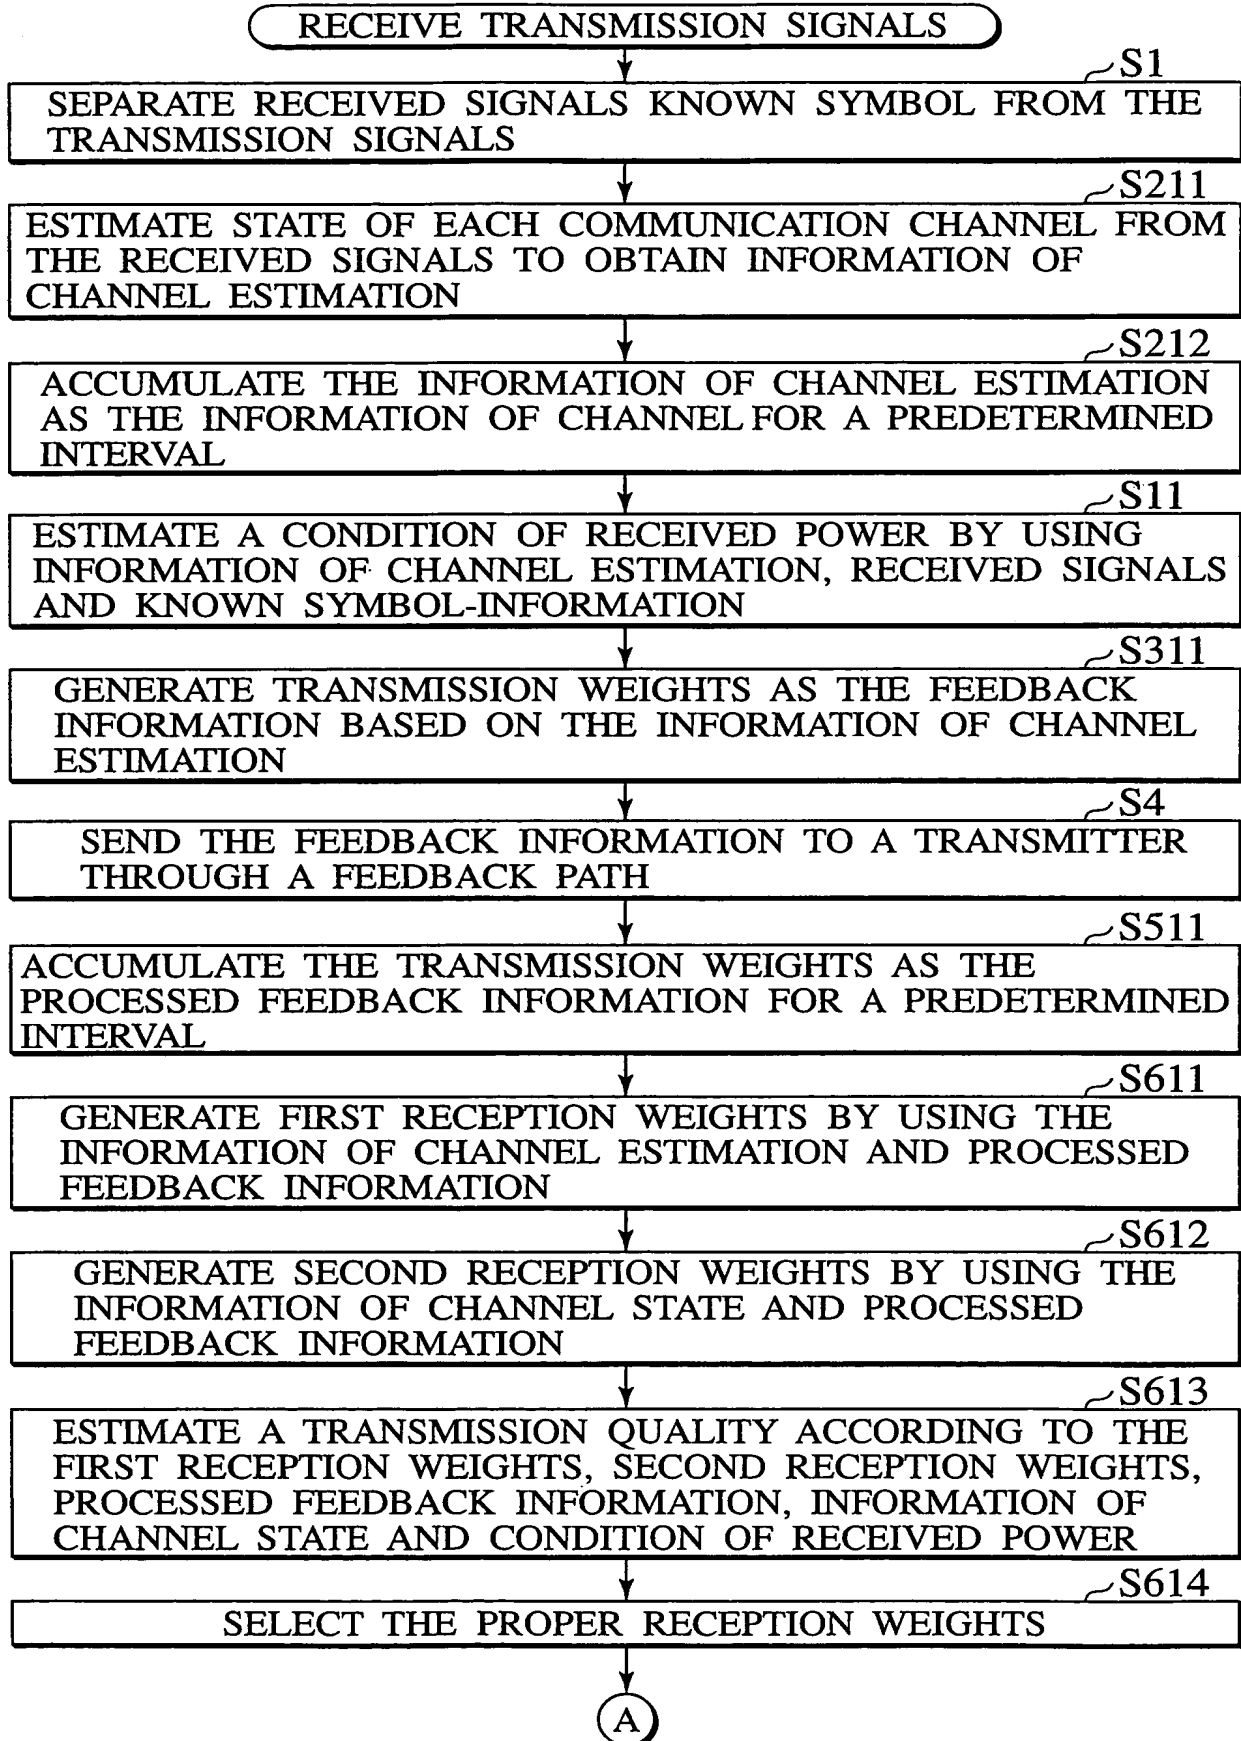 RECEIVE TRANSMISSION SIGNALS
S1
SEPARATE RECEIVED SIGNALS KNOWN SYMBOL FROM THE
TRANSMISSION SIGNALS
S211
ESTIMATE STATE OF EACH COMMUNICATION CHANNEL FROM
THE RECEIVED SIGNALS TO OBTAIN INFORMATION OF
CHANNEL ESTIMATION
S212
ACCUMULATE THE INFORMATION OF CHANNEL ESTIMATION
AS THE INFORMATION OF CHANNEL FOR A PREDETERMINED
INTERVAL
S11
ESTIMATE A CONDITION OF RECEIVED POWER BY USING
INFORMATION OF CHANNEL ESTIMATION, RECEIVED SIGNALS
AND KNOWN SYMBOL-INFORMATION
S311
GENERATE TRANSMISSION WEIGHTS AS THE FEEDBACK
INFORMATION BASED ON THE INFORMATION OF CHANNEL
ESTIMATION
S4
SEND THE FEEDBACK INFORMATION TO A TRANSMITTER
THROUGH A FEEDBACK PATH
S511
ACCUMULATE THE TRANSMISSION WEIGHTS AS THE
PROCESSED FEEDBACK INFORMATION FOR A PREDETERMINED
INTERVAL
S611
GENERATE FIRST RECEPTION WEIGHTS BY USING THE
INFORMATION OF CHANNEL ESTIMATION AND PROCESSED
FEEDBACK INFORMATION
S612
GENERATE SECOND RECEPTION WEIGHTS BY USING THE
INFORMATION OF CHANNEL STATE AND PROCESSED
FEEDBACK INFORMATION
S613
ESTIMATE A TRANSMISSION QUALITY ACCORDING TO THE
FIRST RECEPTION WEIGHTS, SECOND RECEPTION WEIGHTS,
PROCESSED FEEDBACK INFORMATION, INFORMATION OF
CHANNEL STATE AND CONDITION OF RECEIVED POWER
S614
SELECT THE PROPER RECEPTION WEIGHTS
A